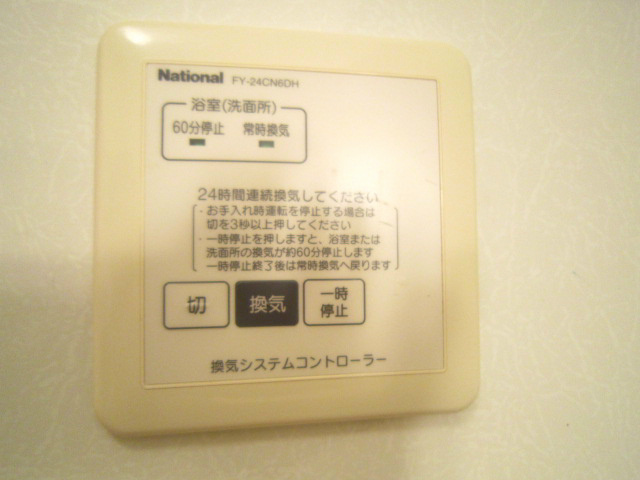 National FY-24CN6DH
浴室(洗面所)
60分停止 常時換気
24時間連続換気してください
・お手入れ時運転を停止する場合は
切を3秒以上押してください
・一時停止を押しますと、浴室または
洗面所の換気が約60分停止します
一時停止終了後は常時換気へ戻ります
切 換気 一時
停止
換気システムコントローラー